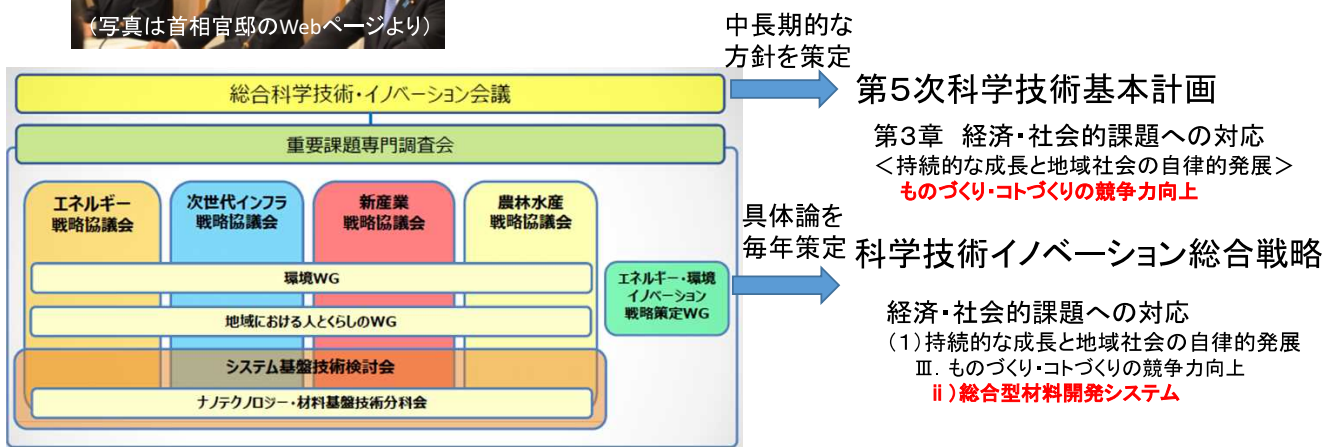 (写真は首相官邸のWebページより)
中長期的な
方針を策定
総合科学技術・イノベーション会議
第5次科学技術基本計画
重要課題専門調査会
第3章 経済・社会的課題への対応
<持続的な成長と地域社会の自律的発展>
ものづくり・コトづくりの競争力向上
エネルギー
戦略協議会
次世代インフラ
戦略協議会
新産業
戦略協議会
農林水産
戦略協議会
具体論を
毎年策定
科学技術イノベーション総合戦略
環境WG
エネルギー・環境
イノベーション
戦略策定WG
地域における人とくらしのWG
経済・社会的課題への対応
(1)持続的な成長と地域社会の自律的発展
Ⅲ. ものづくり・コトづくりの競争力向上
ⅱ)総合型材料開発システム
システム基盤技術検討会
ナノテクノロジー・材料基盤技術分科会